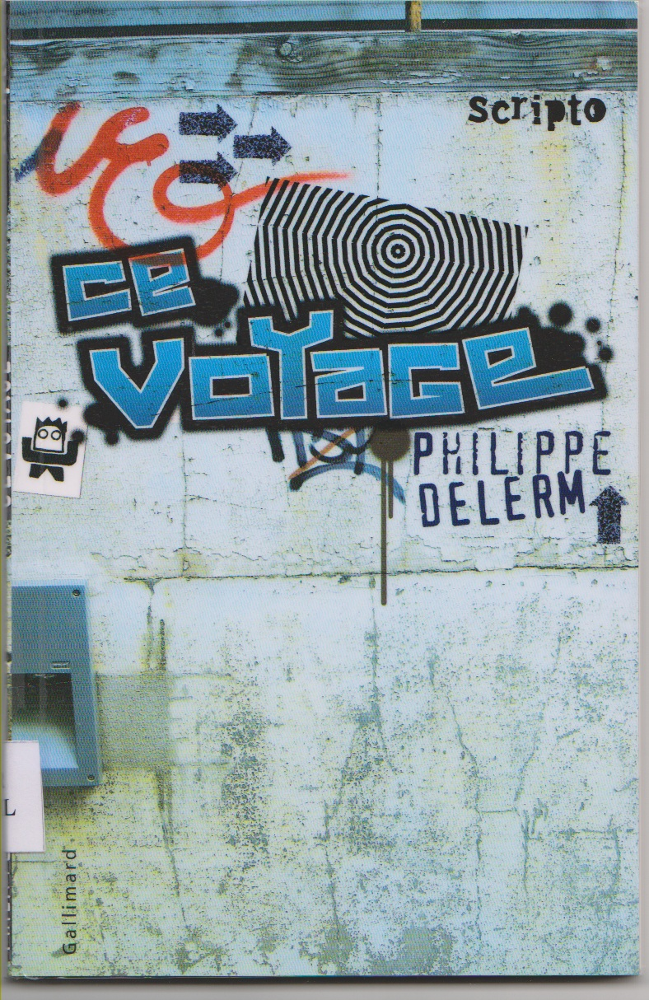 scripto
ce
VOYAGE
PHILIPPE
DELERM
L
Gallimard